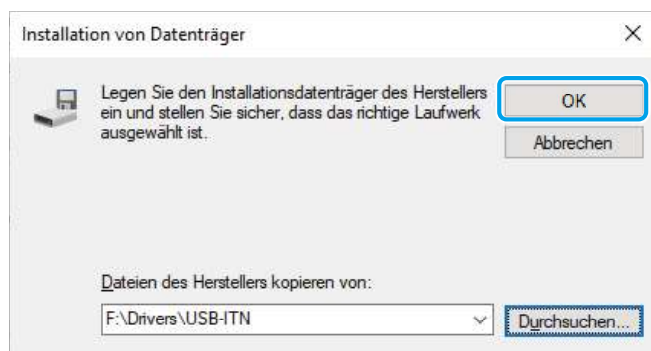 Installation von Datenträger
Legen Sie den Installationsdatenträger des Herstellers
ein und stellen Sie sicher, dass das richtige Laufwerk
ausgewählt ist.
OK
Abbrechen
Dateien des Herstellers kopieren von:
F:\Drivers\USB-ITN
Durchsuchen...